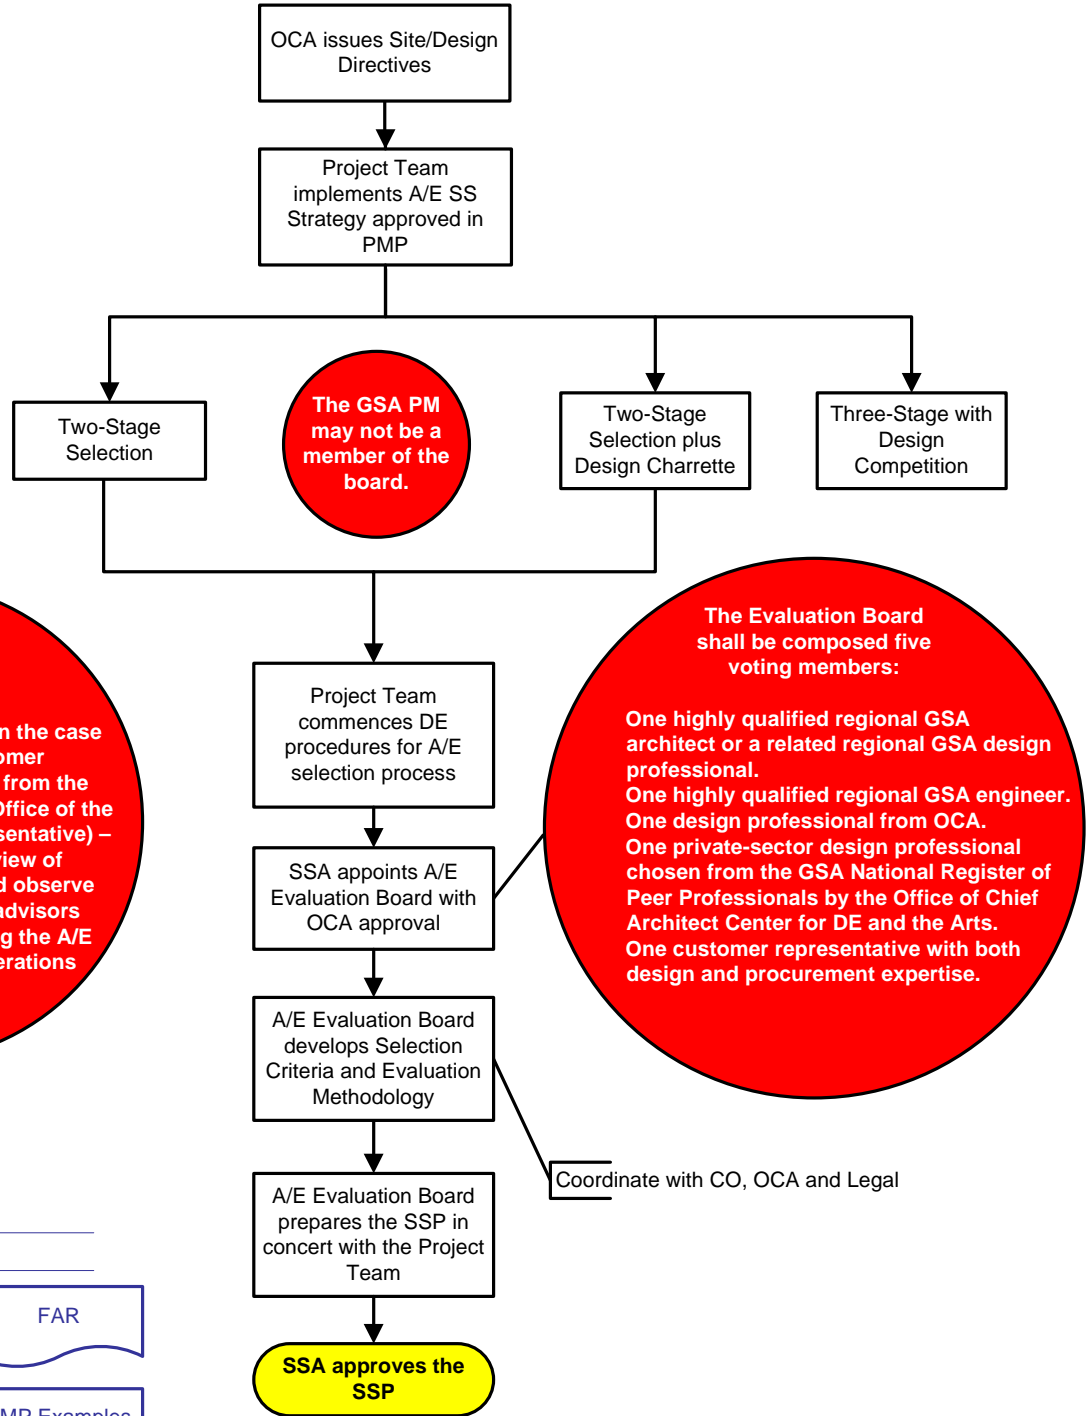 OCA issues Site/Design
Directives
Project Team
implements A/E SS
Strategy approved in
PMP
Two-Stage
Selection
The GSA PM
may not be a
member of the
board.
Two-Stage
Selection plus
Design Charrette
Three-Stage with
Design
Competition
The Evaluation Board
shall be composed five
voting members:
One highly qualified regional GSA
architect or a related regional GSA design
professional.
One highly qualified regional GSA engineer.
One design professional from OCA.
One private-sector design professional
chosen from the GSA National Register of
Peer Professionals by the Office of Chief
Architect Center for DE and the Arts.
One customer representative with both
design and procurement expertise.
Project Team
commences DE
procedures for A/E
selection process
the case
from the
Office of the
–
of
observe
advisors
the A/E
SSA appoints A/E
Evaluation Board with
OCA approval
A/E Evaluation Board
develops Selection
Criteria and Evaluation
Methodology
Coordinate with CO, OCA and Legal
A/E Evaluation Board
prepares the SSP in
concert with the Project
Team
FAR
SSA approves the
SSP
Examples